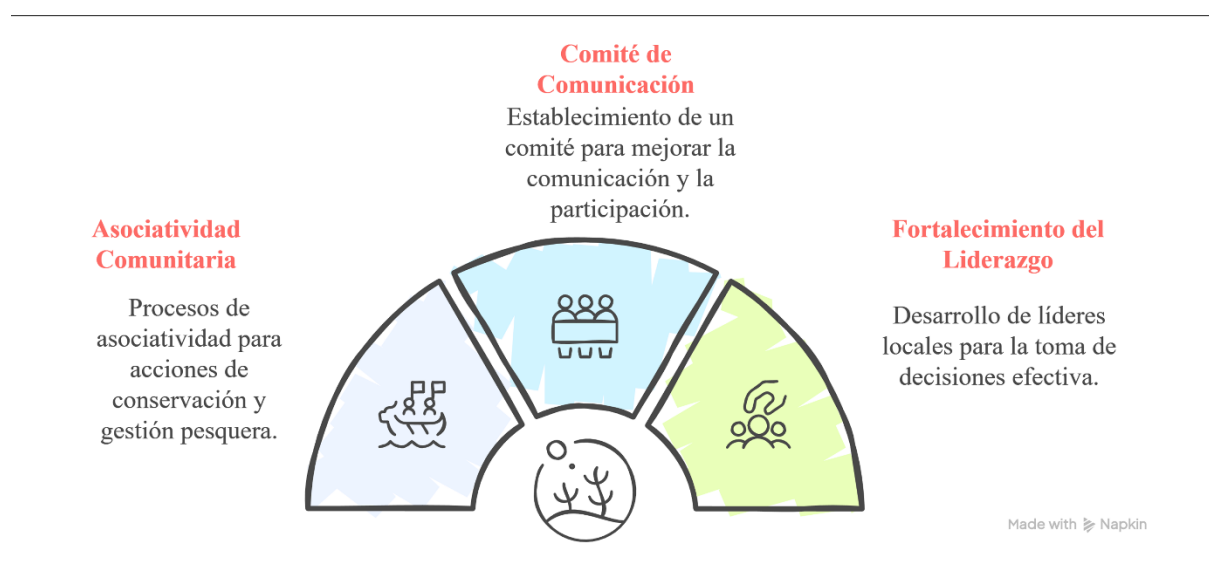 Comité de
Comunicación
Establecimiento de un
comité para mejorar la
comunicación y la
participación.
Asociatividad
Comunitaria
Procesos de
asociatividad para
acciones de
conservación y
gestión pesquera.
Fortalecimiento del
Liderazgo
Desarrollo de líderes
locales para la toma de
decisiones efectiva.
Made with Napkin